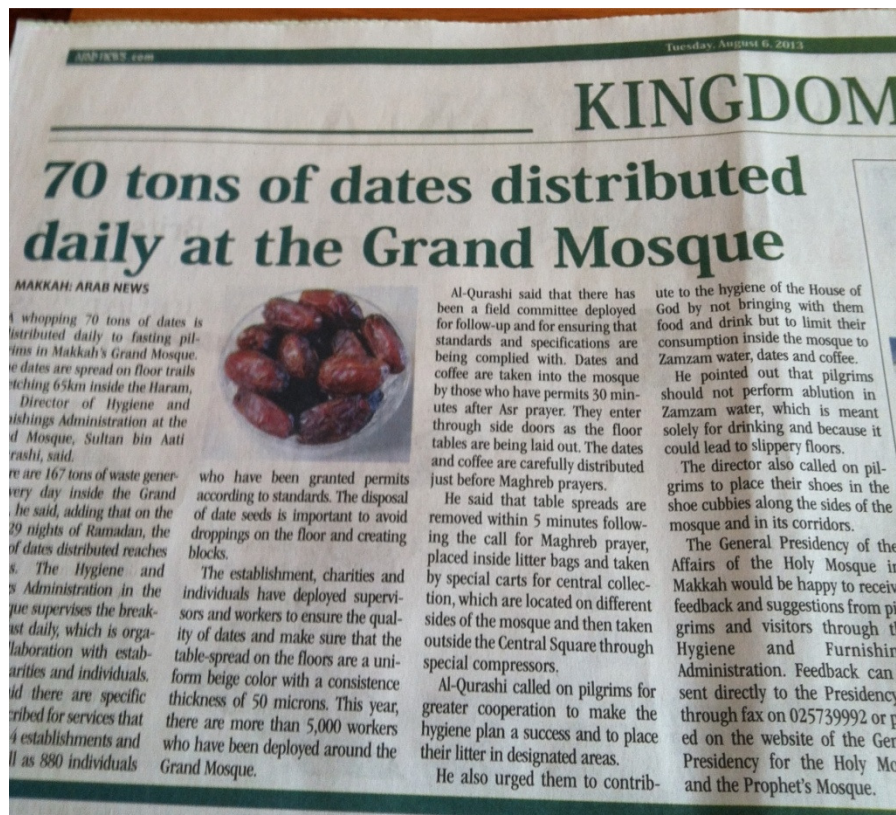 Arab news.com
Tuesday, August 6, 2013
KINGDOM
70 tons of dates distributed
daily at the Grand Mosque
MAKKAH: ARAB NEWS
A whopping 70 tons of dates is
distributed daily to fasting pil-
ims in Makkah's Grand Mosque.
e dates are spread on floor trails
tching 65km inside the Haram,
Director of Hygiene and
ishings Administration at the
d Mosque, Sultan bin Aati
rashi, said.
re are 167 tons of waste gener-
very day inside the Grand
, he said, adding that on the
29 nights of Ramadan, the
of dates distributed reaches
s. The Hygiene and
s Administration in the
que supervises the break-
ast daily, which is orga-
laboration with estab-
arities and individuals.
id there are specific
cribed for services that
4 establishments and
ll as 880 individuals
who have been granted permits
according to standards. The disposal
of date seeds is important to avoid
droppings on the floor and creating
blocks.
The establishment, charities and
individuals have deployed supervi-
sors and workers to ensure the qual-
ity of dates and make sure that the
table-spread on the floors are a uni-
form beige color with a consistence
thickness of 50 microns. This year,
there are more than 5,000 workers
who have been deployed around the
Grand Mosque.
Al-Qurashi said that there has
been a field committee deployed
for follow-up and for ensuring that
standards and specifications are
being complied with. Dates and
coffee are taken into the mosque
by those who have permits 30 min-
utes after Asr prayer. They enter
through side doors as the floor
tables are being laid out. The dates
and coffee are carefully distributed
just before Maghreb prayers.
He said that table spreads are
removed within 5 minutes follow-
ing the call for Maghreb prayer,
placed inside litter bags and taken
by special carts for central collec-
tion, which are located on different
sides of the mosque and then taken
outside the Central Square through
special compressors.
Al-Qurashi called on pilgrims for
greater cooperation to make the
hygiene plan a success and to place
their litter in designated areas.
He also urged them to contrib-
ute to the hygiene of the House of
God by not bringing with them
food and drink but to limit their
consumption inside the mosque to
Zamzam water, dates and coffee.
He pointed out that pilgrims
should not perform ablution in
Zamzam water, which is meant
solely for drinking and because it
could lead to slippery floors.
The director also called on pil-
grims to place their shoes in the
shoe cubbies along the sides of the
mosque and in its corridors.
The General Presidency of the
Affairs of the Holy Mosque in
Makkah would be happy to receiv
feedback and suggestions from pi
grims and visitors through t
Hygiene and Furnishin
Administration. Feedback can
sent directly to the Presidency
through fax on 025739992 or p
ed on the website of the Gen
Presidency for the Holy Mo
and the Prophet's Mosque.